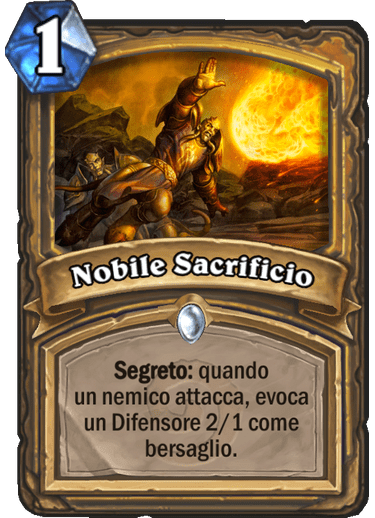 1
Nobile Sacrificio
Segreto: quando
un nemico attacca, evoca
un Difensore 2/1 come
bersaglio.